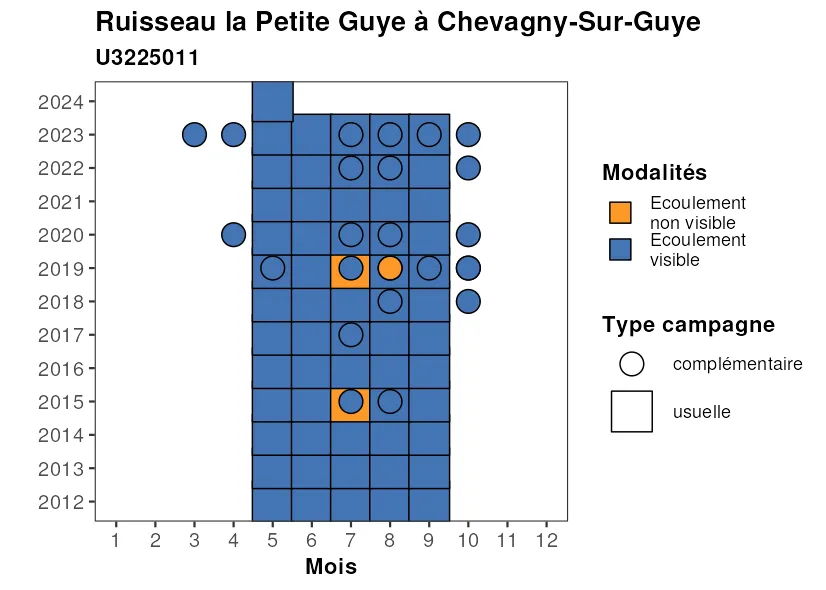 Ruisseau la Petite Guye à Chevagny-Sur-Guye
U3225011
2024
2023
2022
2021
2020
2019
2018
2017
2016
2015
2014
2013
2012
1 2 3 4 5 6 7 8 9 10 11 12
Mois
Modalités
Ecoulement
non visible
Ecoulement
visible
Type campagne
complémentaire
usuelle